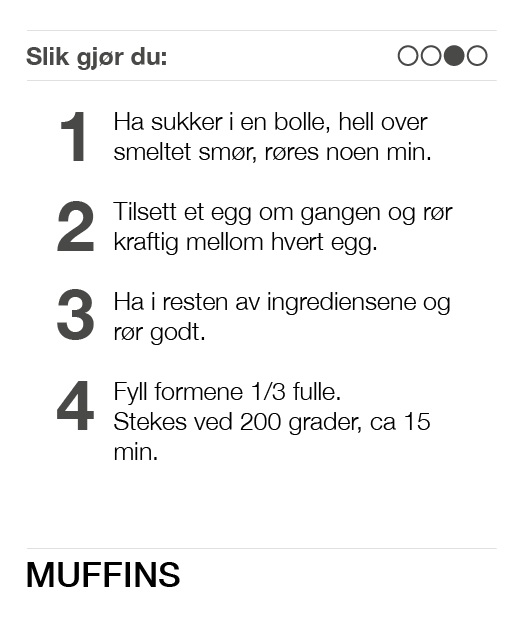 Slik gjør du:
1 Ha sukker i en bolle, hell over
smeltet smør, røres noen min.
2 Tilsett et egg om gangen og rør
kraftig mellom hvert egg.
3 Ha i resten av ingrediensene og
rør godt.
4 Fyll formene 1/3 fulle.
Stekes ved 200 grader, ca 15
min.
MUFFINS